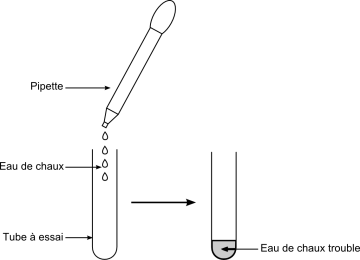 Pipette
Eau de chaux
Tube à essai
Eau de chaux trouble